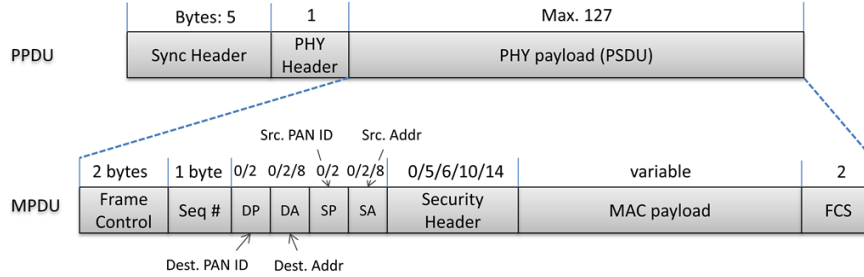 Bytes: 5 1 Max. 127
PPDU Sync Header PHY Header PHY payload (PSDU)
Src. PAN ID Src. Addr
2 bytes 1 byte 0/2 0/2/8 0/2 0/2/8 0/5/6/10/14 variable 2
MPDU Frame Control Seq # DP DA SP SA Security Header MAC payload FCS
Dest. PAN ID Dest. Addr